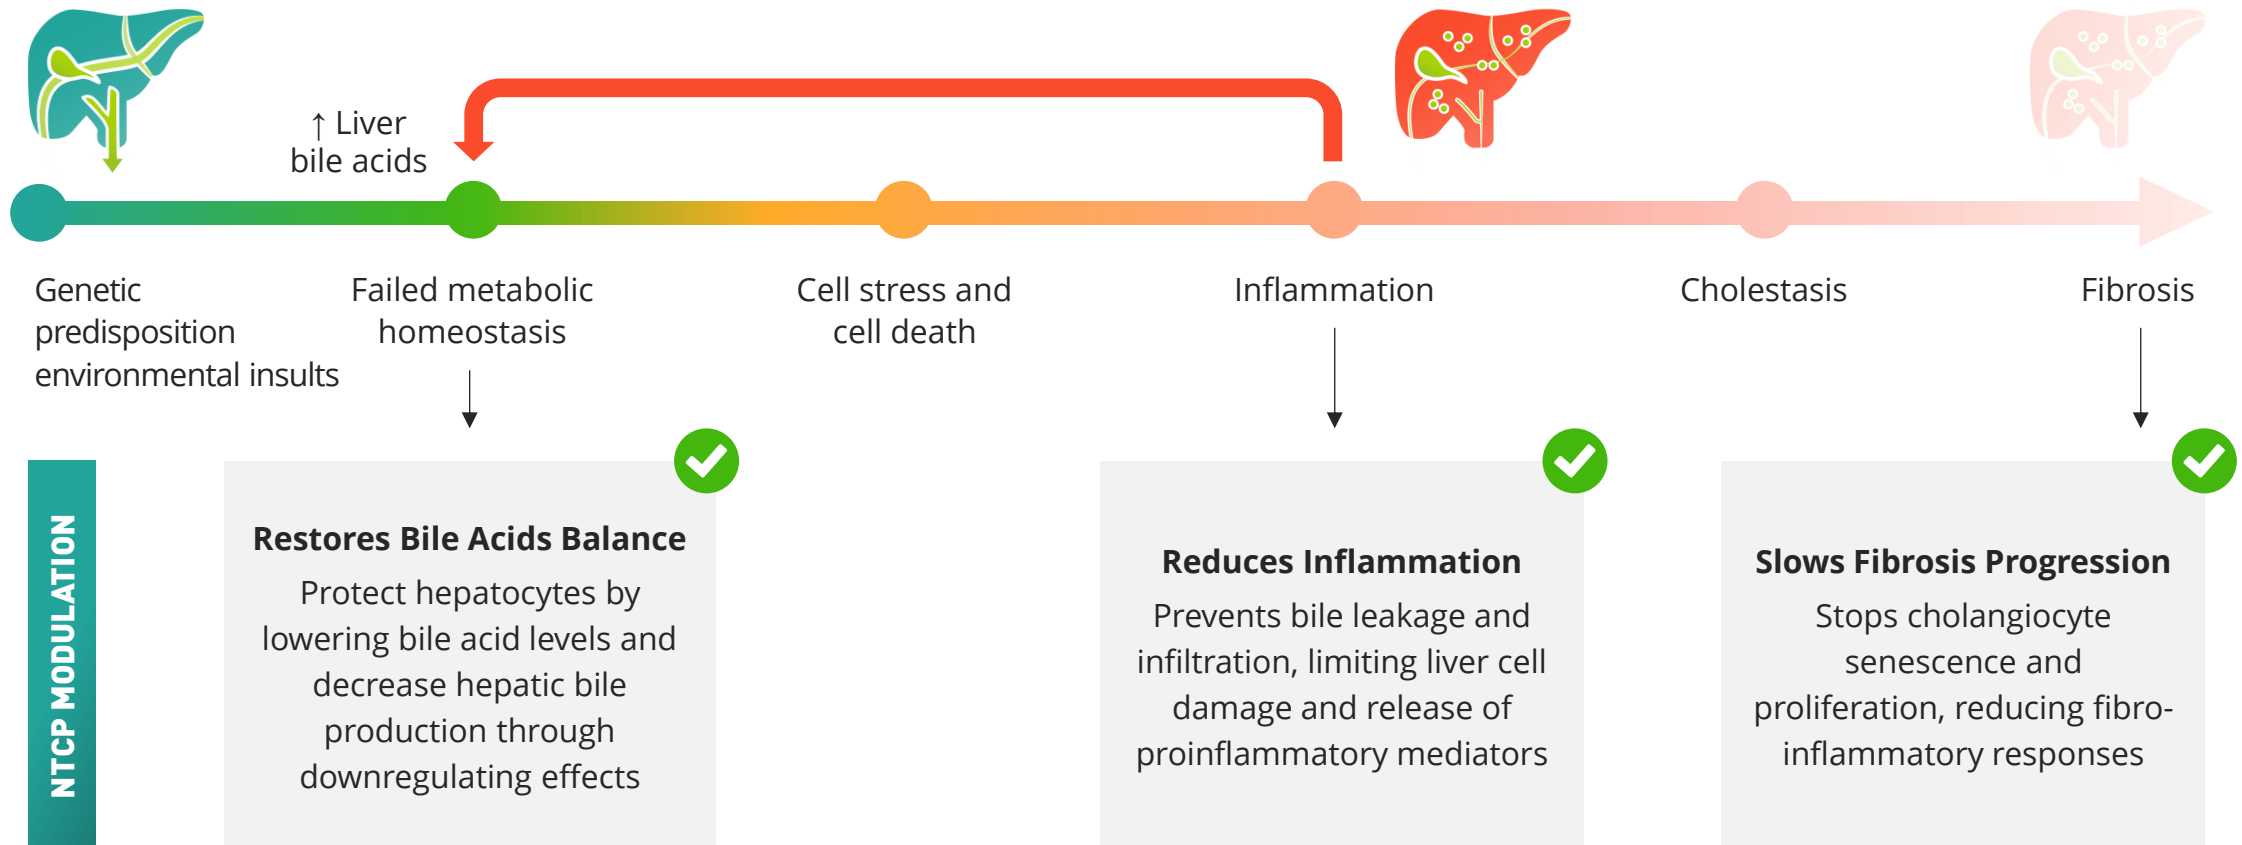 ↑ Liver
bile acids
Genetic
predisposition
environmental insults
Failed metabolic
homeostasis
Cell stress and
cell death
Inflammation
Cholestasis
Fibrosis
NTCP MODULATION
Restores Bile Acids Balance
Protect hepatocytes by
lowering bile acid levels and
decrease hepatic bile
production through
downregulating effects
Reduces Inflammation
Prevents bile leakage and
infiltration, limiting liver cell
damage and release of
proinflammatory mediators
Slows Fibrosis Progression
Stops cholangiocyte
senescence and
proliferation, reducing fibro-
inflammatory responses